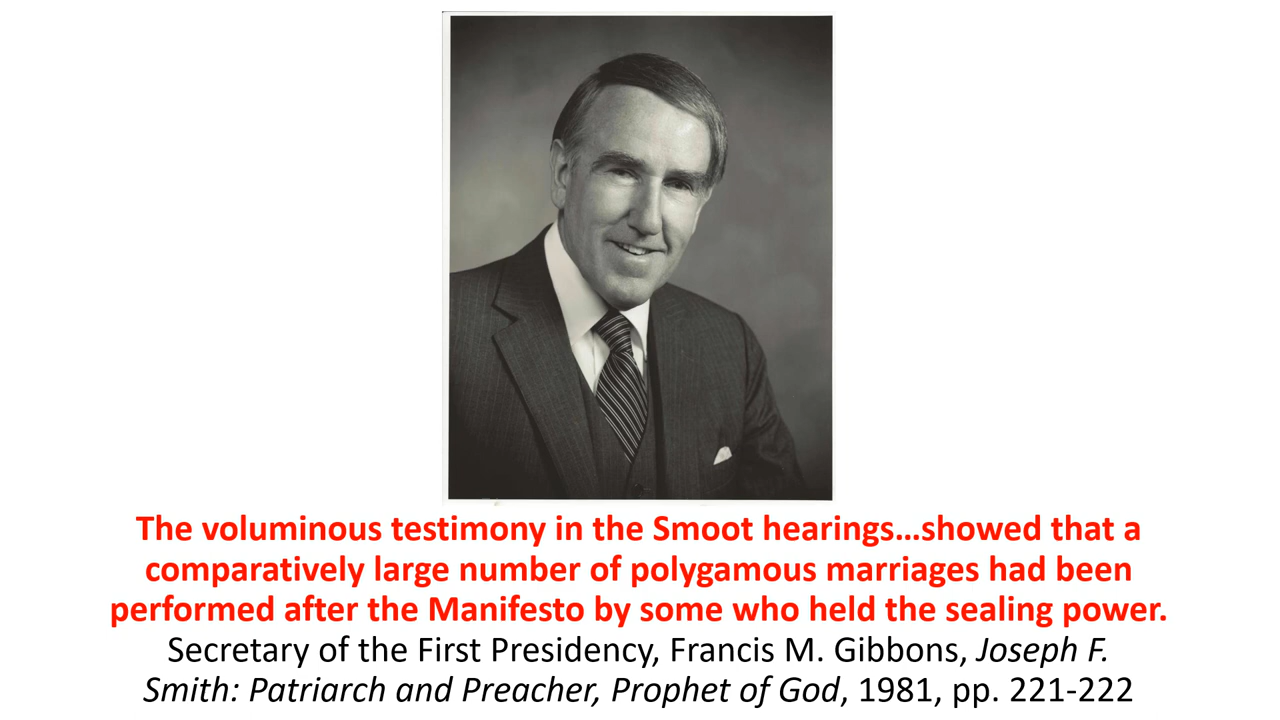 The voluminous testimony in the Smoot hearings…showed that a
comparatively large number of polygamous marriages had been
performed after the Manifesto by some who held the sealing power.
Secretary of the First Presidency, Francis M. Gibbons, Joseph F.
Smith: Patriarch and Preacher, Prophet of God, 1981, pp. 221-222